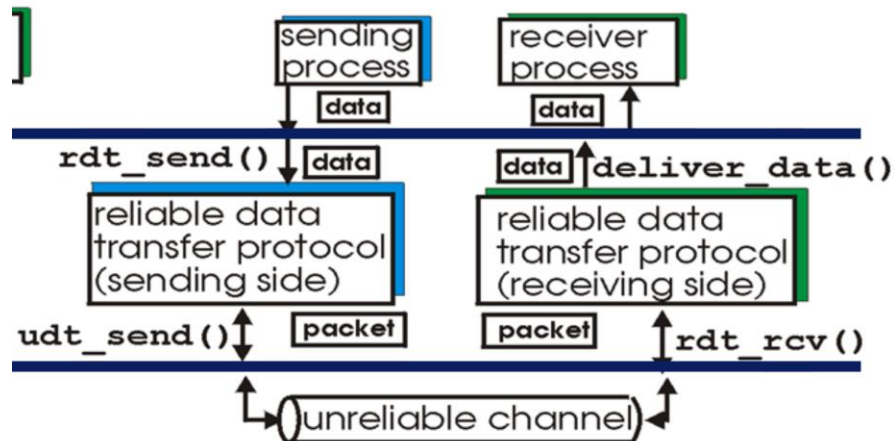 sending
process
receiver
process
data
data
rdt_send()
data
data
deliver_data()
reliable data
transfer protocol
(sending side)
reliable data
transfer protocol
(receiving side)
udt_send()
packet
packet
rdt_rcv()
unreliable channel